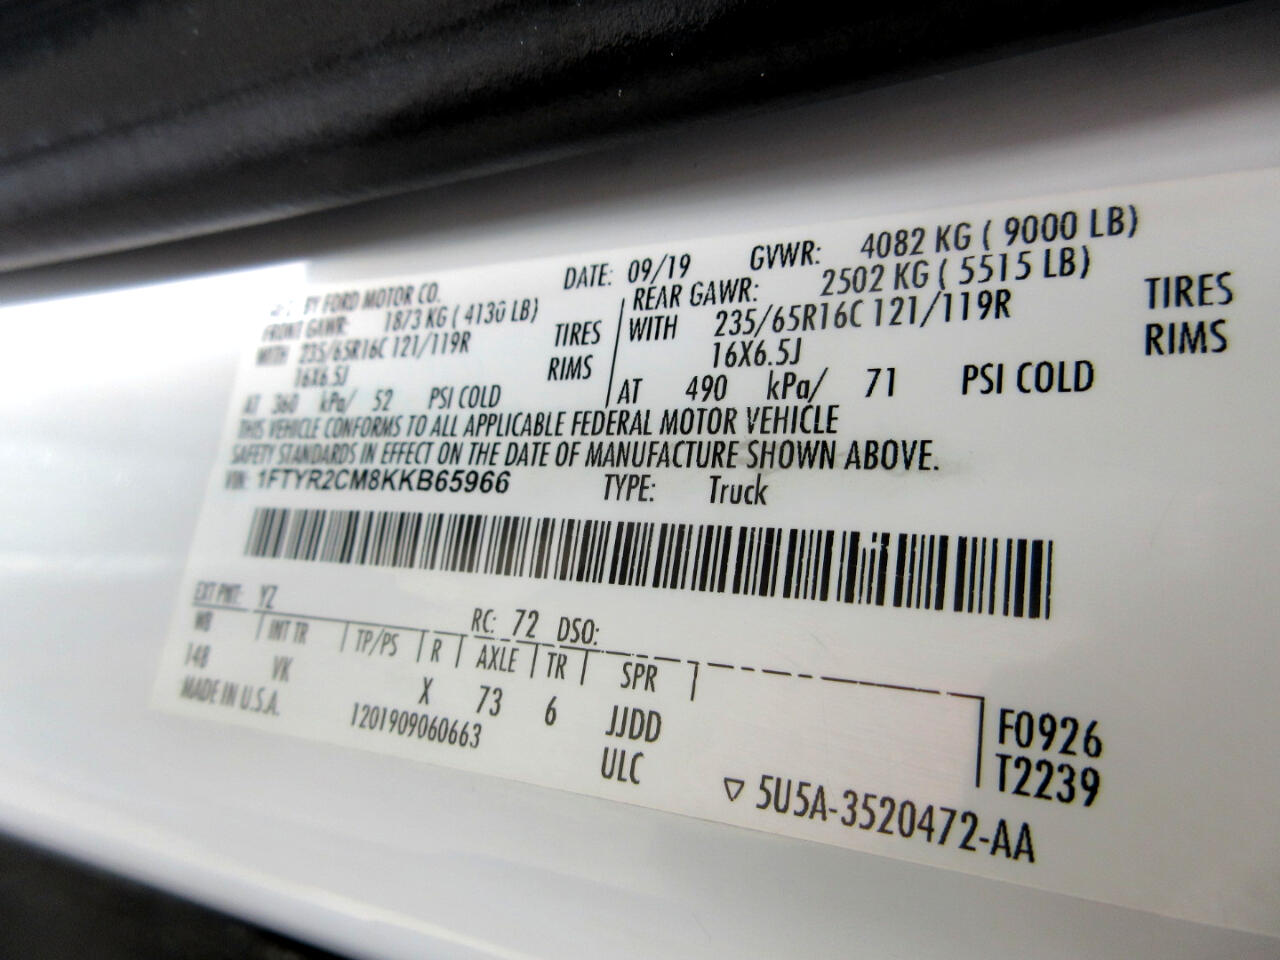 BY FORD MOTOR CO. DATE: 09/19 GVWR: 4082 KG ( 9000 LB)
FRONT GAWR: 1873 KG ( 4130 LB) REAR GAWR: 2502 KG ( 5515 LB)
WITH 235/65R16C 121/119R TIRES WITH 235/65R16C 121/119R TIRES
16X6.5J RIMS 16X6.5J RIMS
AT 360 kPa/ 52 PSI COLD AT 490 kPa/ 71 PSI COLD
THIS VEHICLE CONFORMS TO ALL APPLICABLE FEDERAL MOTOR VEHICLE
SAFETY STANDARDS IN EFFECT ON THE DATE OF MANUFACTURE SHOWN ABOVE.
VIN: 1FTYR2CM8KKB65966 TYPE: Truck
EXT PNT: YZ RC: 72 DSO:
WB INT TR TP/PS R AXLE TR SPR
148 VK X 73 6 JJDD F0926
MADE IN U.S.A. 1201909060663 ULC T2239
▽ 5U5A-3520472-AA